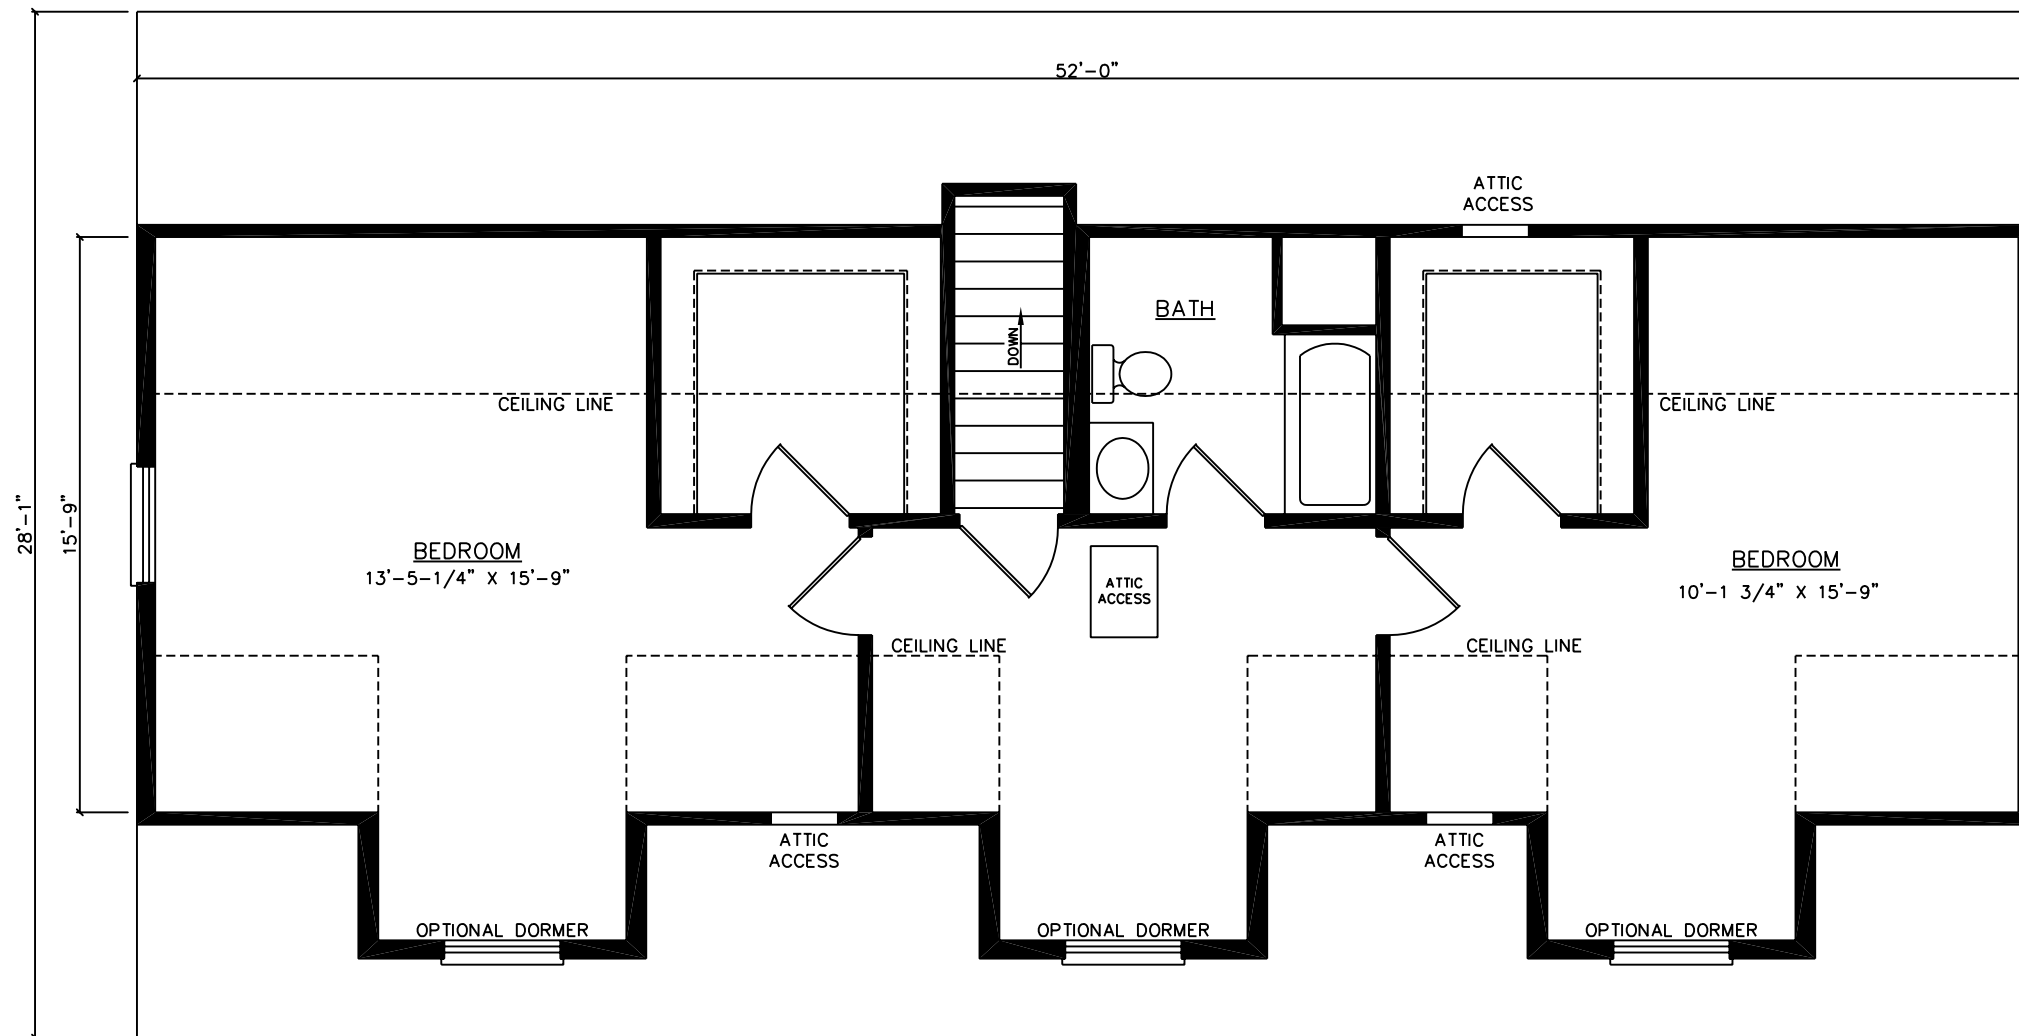 52'-0"
ATTIC
ACCESS
BATH
DOWN
CEILING LINE
CEILING LINE
28'-1"
15'-9"
BEDROOM
13'-5-1/4" X 15'-9"
BEDROOM
10'-1 3/4" X 15'-9"
ATTIC
ACCESS
CEILING LINE
CEILING LINE
ATTIC
ACCESS
ATTIC
ACCESS
OPTIONAL DORMER
OPTIONAL DORMER
OPTIONAL DORMER